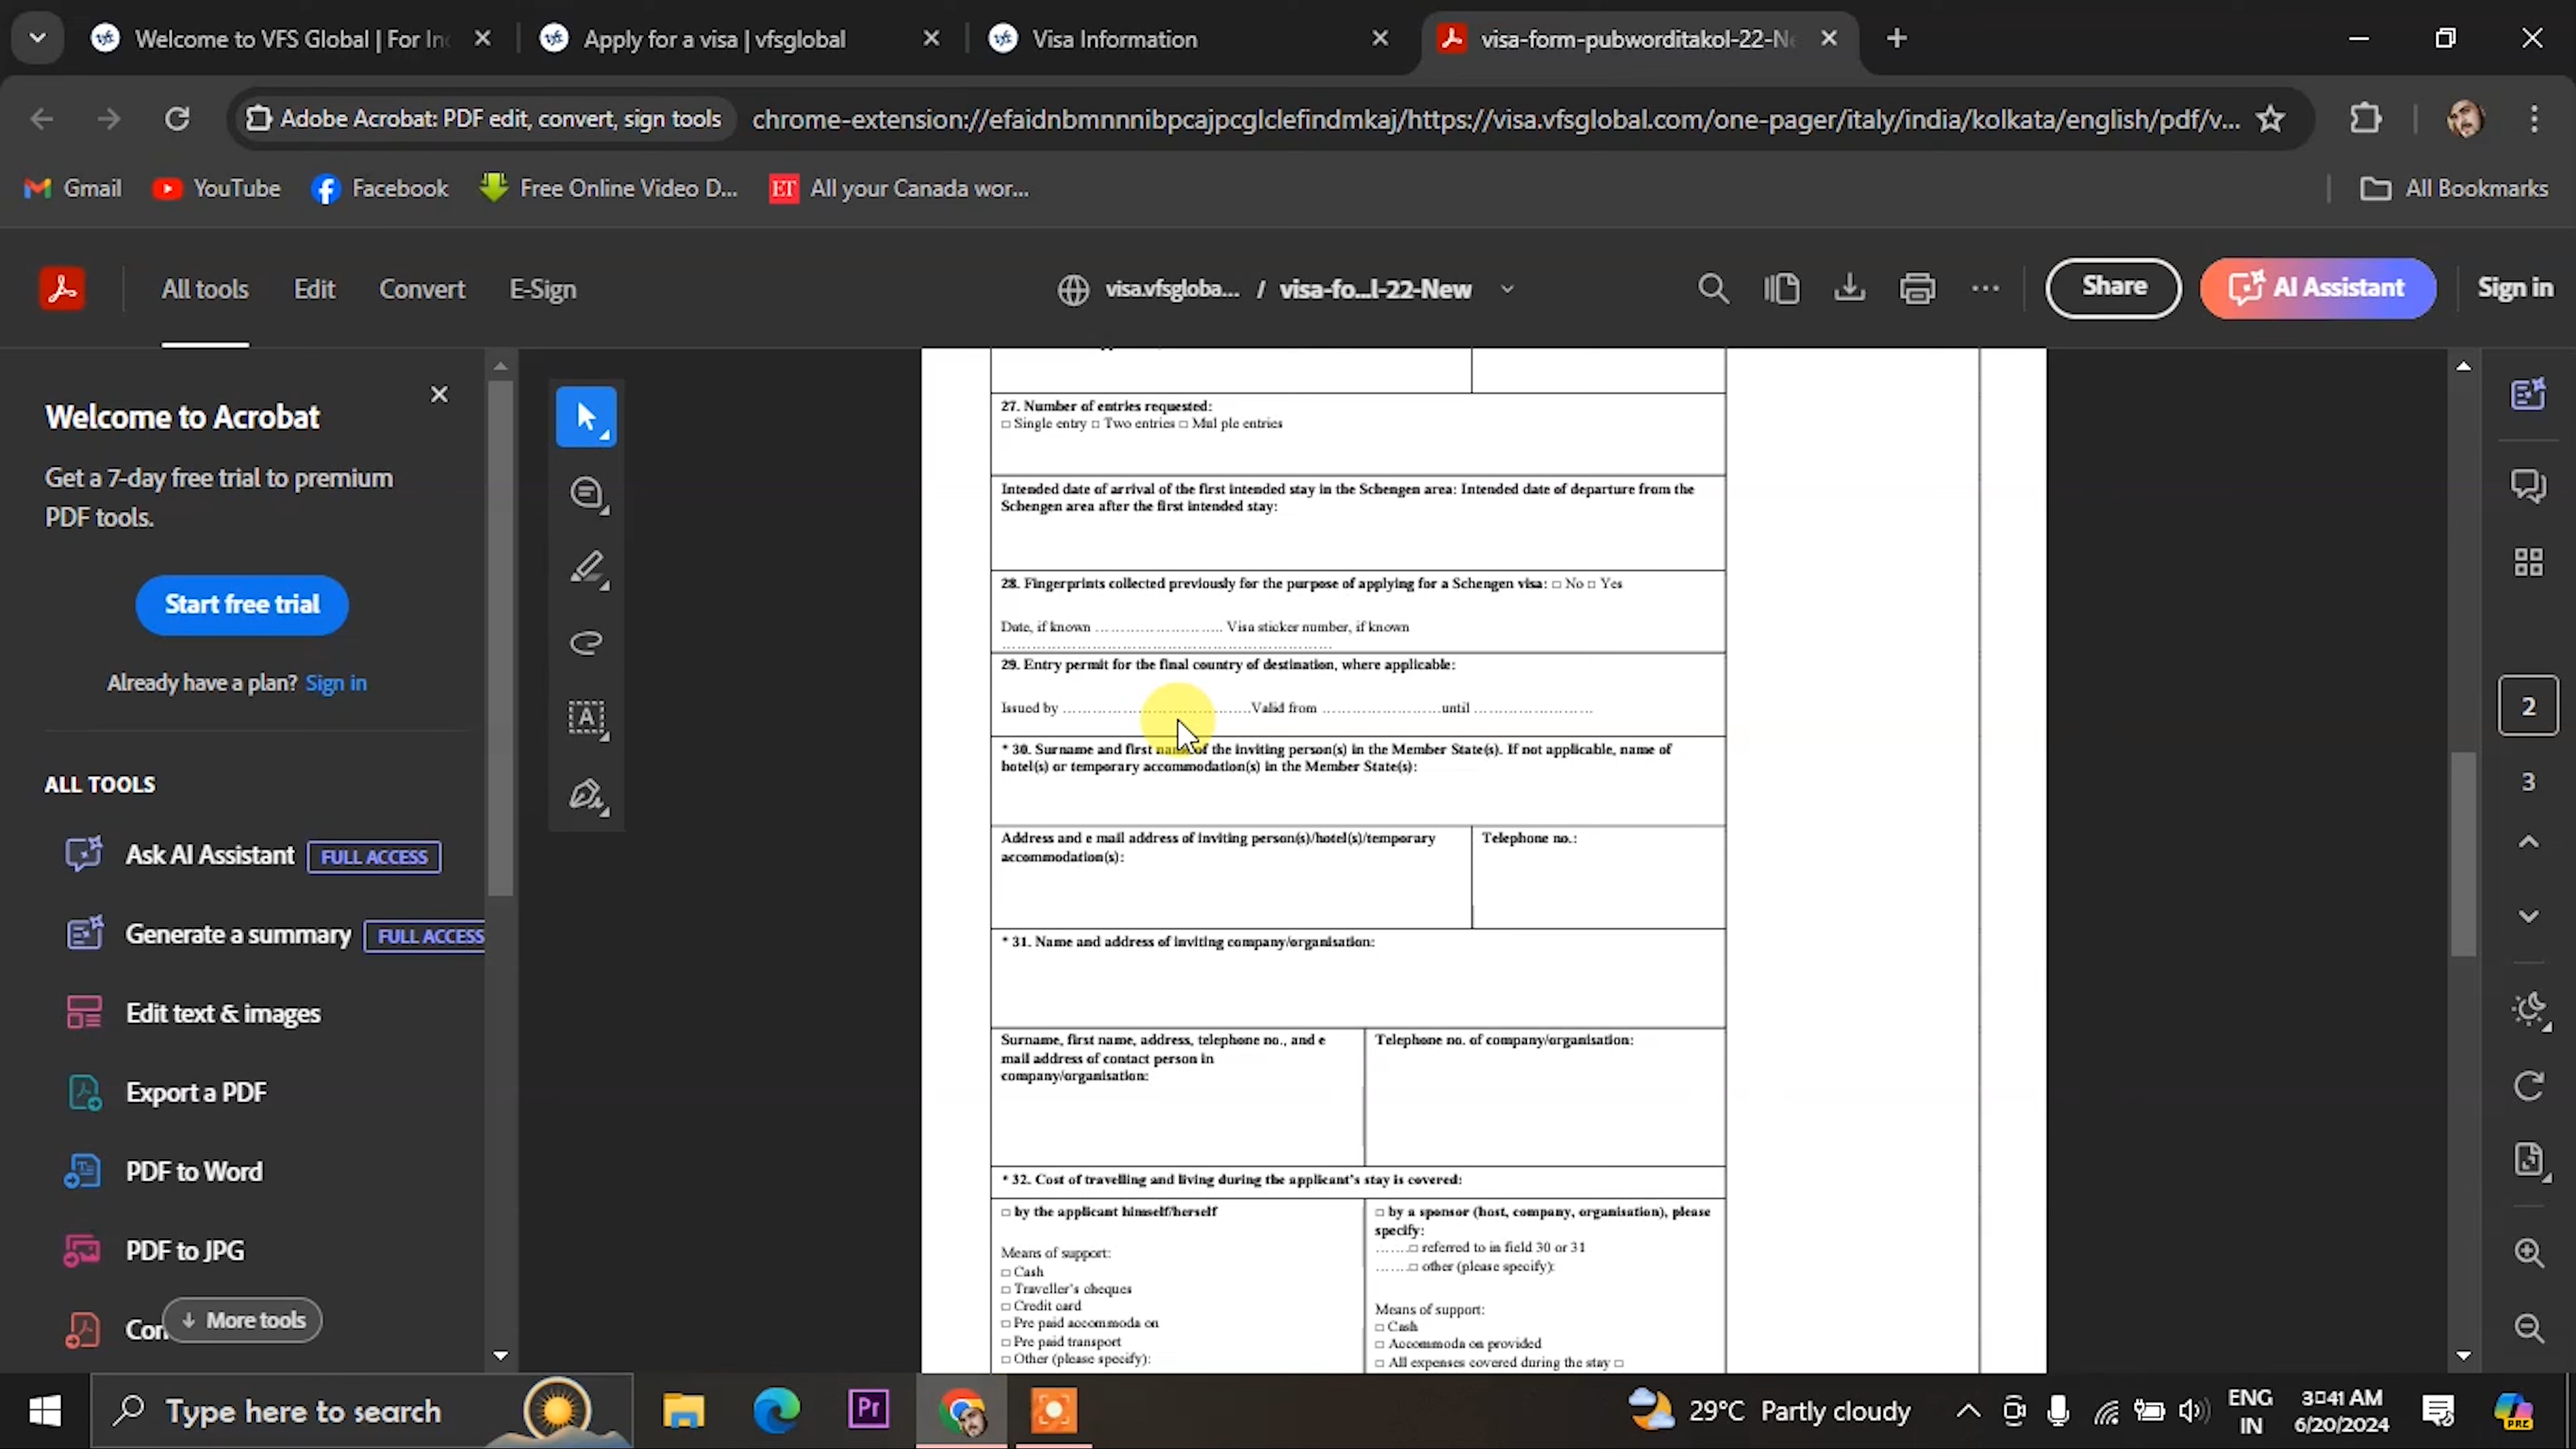 Welcome to VFS Global | For In
Apply for a visa | vfsglobal
Visa Information
visa-form-pubworditakol-22-Ne
Adobe Acrobat: PDF edit, convert, sign tools
chrome-extension://efaidnbmnnnibpcajpcglclefindmkaj/https://visa.vfsglobal.com/one-pager/italy/india/kolkata/english/pdf/v...
Gmail
YouTube
Facebook
Free Online Video D...
ET
All your Canada wor...
All Bookmarks
All tools
Edit
Convert
E-Sign
visa.vfsgloba... / visa-fo...l-22-New
Share
AI Assistant
Sign in
Welcome to Acrobat
Get a 7-day free trial to premium
PDF tools.
Start free trial
Already have a plan? Sign in
ALL TOOLS
Ask AI Assistant FULL ACCESS
Generate a summary FULL ACCESS
Edit text & images
Export a PDF
PDF to Word
PDF to JPG
Con
More tools
27. Number of entries requested:
□ Single entry □ Two entries □ Mul ple entries
Intended date of arrival of the first intended stay in the Schengen area: Intended date of departure from the
Schengen area after the first intended stay:
28. Fingerprints collected previously for the purpose of applying for a Schengen visa: □ No □ Yes
Date, if known ........................ Visa sticker number, if known
..............................................................
29. Entry permit for the final country of destination, where applicable:
Issued by ....................................Valid from .......................until .......................
* 30. Surname and first name of the inviting person(s) in the Member State(s). If not applicable, name of
hotel(s) or temporary accommodation(s) in the Member State(s):
Address and e mail address of inviting person(s)/hotel(s)/temporary
accommodation(s):
Telephone no.:
* 31. Name and address of inviting company/organisation:
Surname, first name, address, telephone no., and e
mail address of contact person in
company/organisation:
Telephone no. of company/organisation:
* 32. Cost of travelling and living during the applicant's stay is covered:
□ by the applicant himself/herself
Means of support:
□ Cash
□ Traveller's cheques
□ Credit card
□ Pre paid accommoda on
□ Pre paid transport
□ Other (please specify):
□ by a sponsor (host, company, organisation), please
specify:
.......□ referred to in field 30 or 31
.......□ other (please specify):
Means of support:
□ Cash
□ Accommoda on provided
□ All expenses covered during the stay □
2
3
Type here to search
Pr
29°C Partly cloudy
ENG
IN
3:41 AM
6/20/2024
PRE